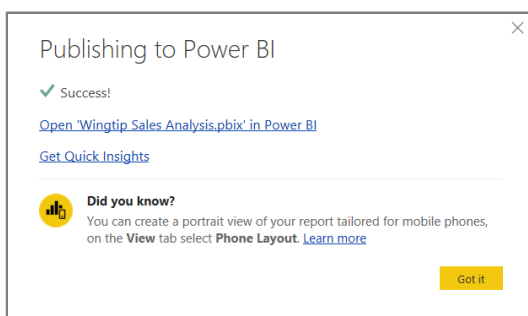 Publishing to Power BI
Success!
Open 'Wingtip Sales Analysis.pbix' in Power BI
Get Quick Insights
Did you know?
You can create a portrait view of your report tailored for mobile phones,
on the View tab select Phone Layout. Learn more
Got it